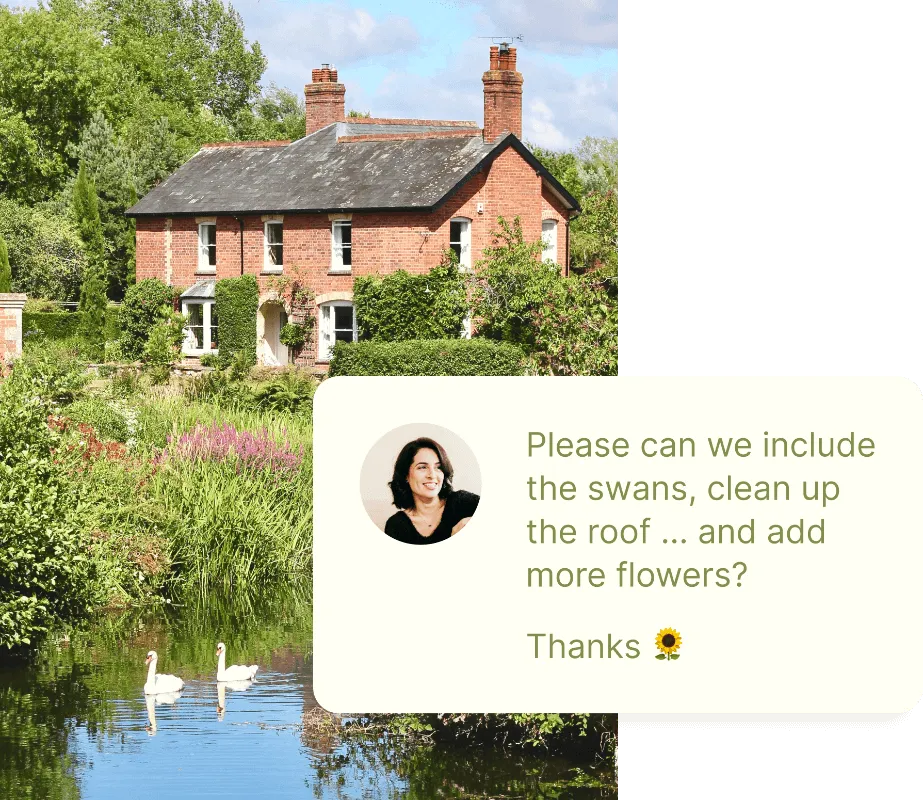 Please can we include
the swans, clean up
the roof ... and add
more flowers?
Thanks 🌻